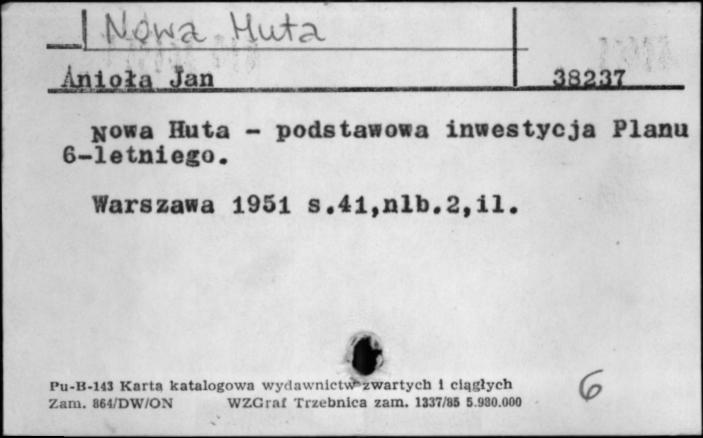 Nowa Huta
Anioła Jan 38237
Nowa Huta - podstawowa inwestycja Planu
6-letniego.
Warszawa 1951 s.41,nlb.2,il.
Pu-B-143 Karta katalogowa wydawnictw zwartych i ciągłych
Zam. 864/DW/ON WZGraf Trzebnica zam. 1337/85 5.980.000
6